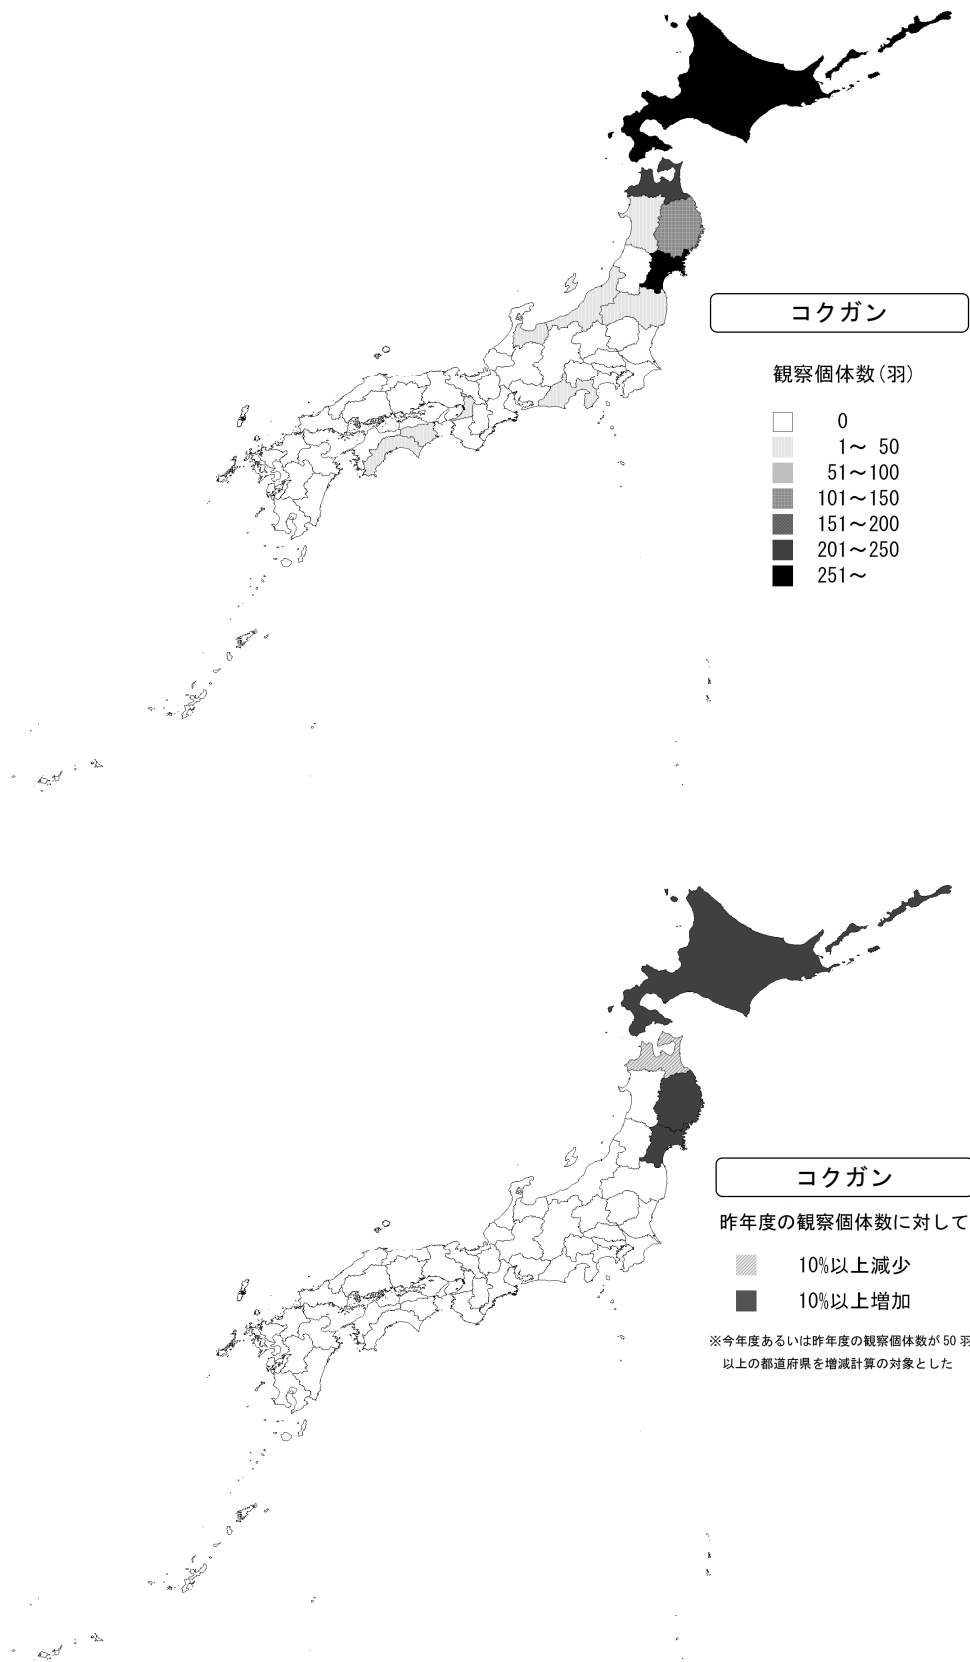 コクガン
観察個体数(羽)
0
1～ 50
51～100
101～150
151～200
201～250
251～
コクガン
昨年度の観察個体数に対して
10%以上減少
10%以上増加
※今年度あるいは昨年度の観察個体数が 50 羽
以上の都道府県を増減計算の対象とした